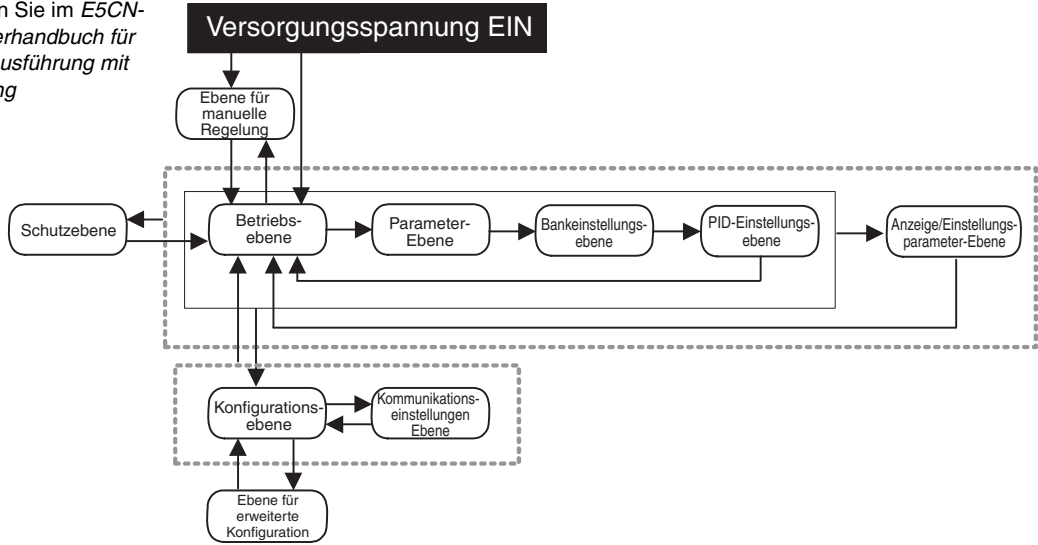 n Sie im E5CN-
erhandbuch für
usführung mit
ng
Versorgungsspannung EIN
Ebene für
manuelle
Regelung
Schutzebene
Betriebs-
ebene
Parameter-
Ebene
Bankeinstellungs-
ebene
PID-Einstellungs-
ebene
Anzeige/Einstellungs-
parameter-Ebene
Konfigurations-
ebene
Kommunikations-
einstellungen
Ebene
Ebene für
erweiterte
Konfiguration